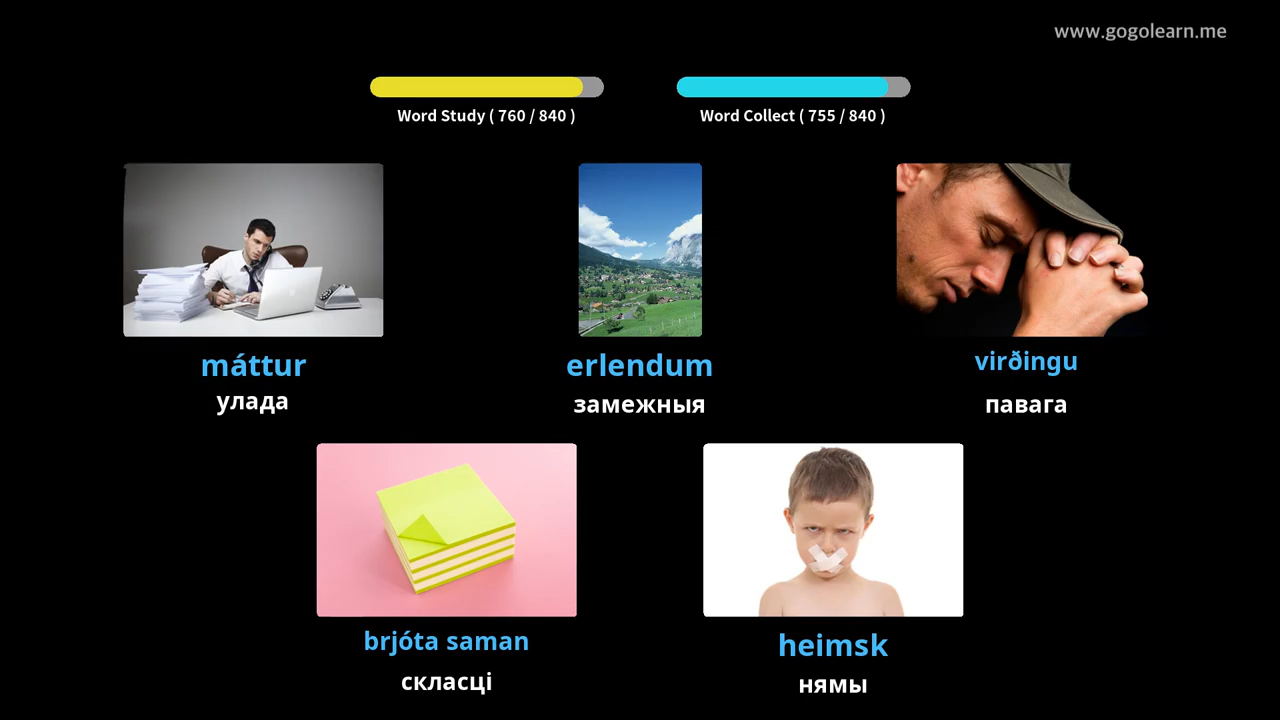 www.gogolearn.me
Word Study ( 760 / 840 )
Word Collect ( 755 / 840 )
máttur
улада
erlendum
замежныя
virðingu
павага
brjóta saman
скласці
heimsk
нямы